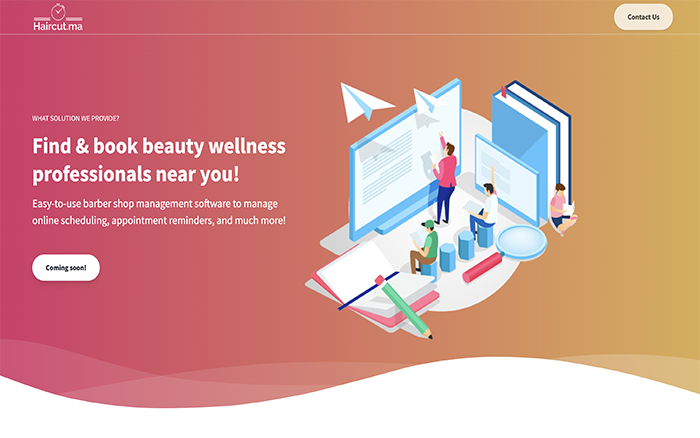 Haircut.ma
Contact Us
WHAT SOLUTION WE PROVIDE?
Find & book beauty wellness
professionals near you!
Easy-to-use barber shop management software to manage
online scheduling, appointment reminders, and much more!
Coming soon!